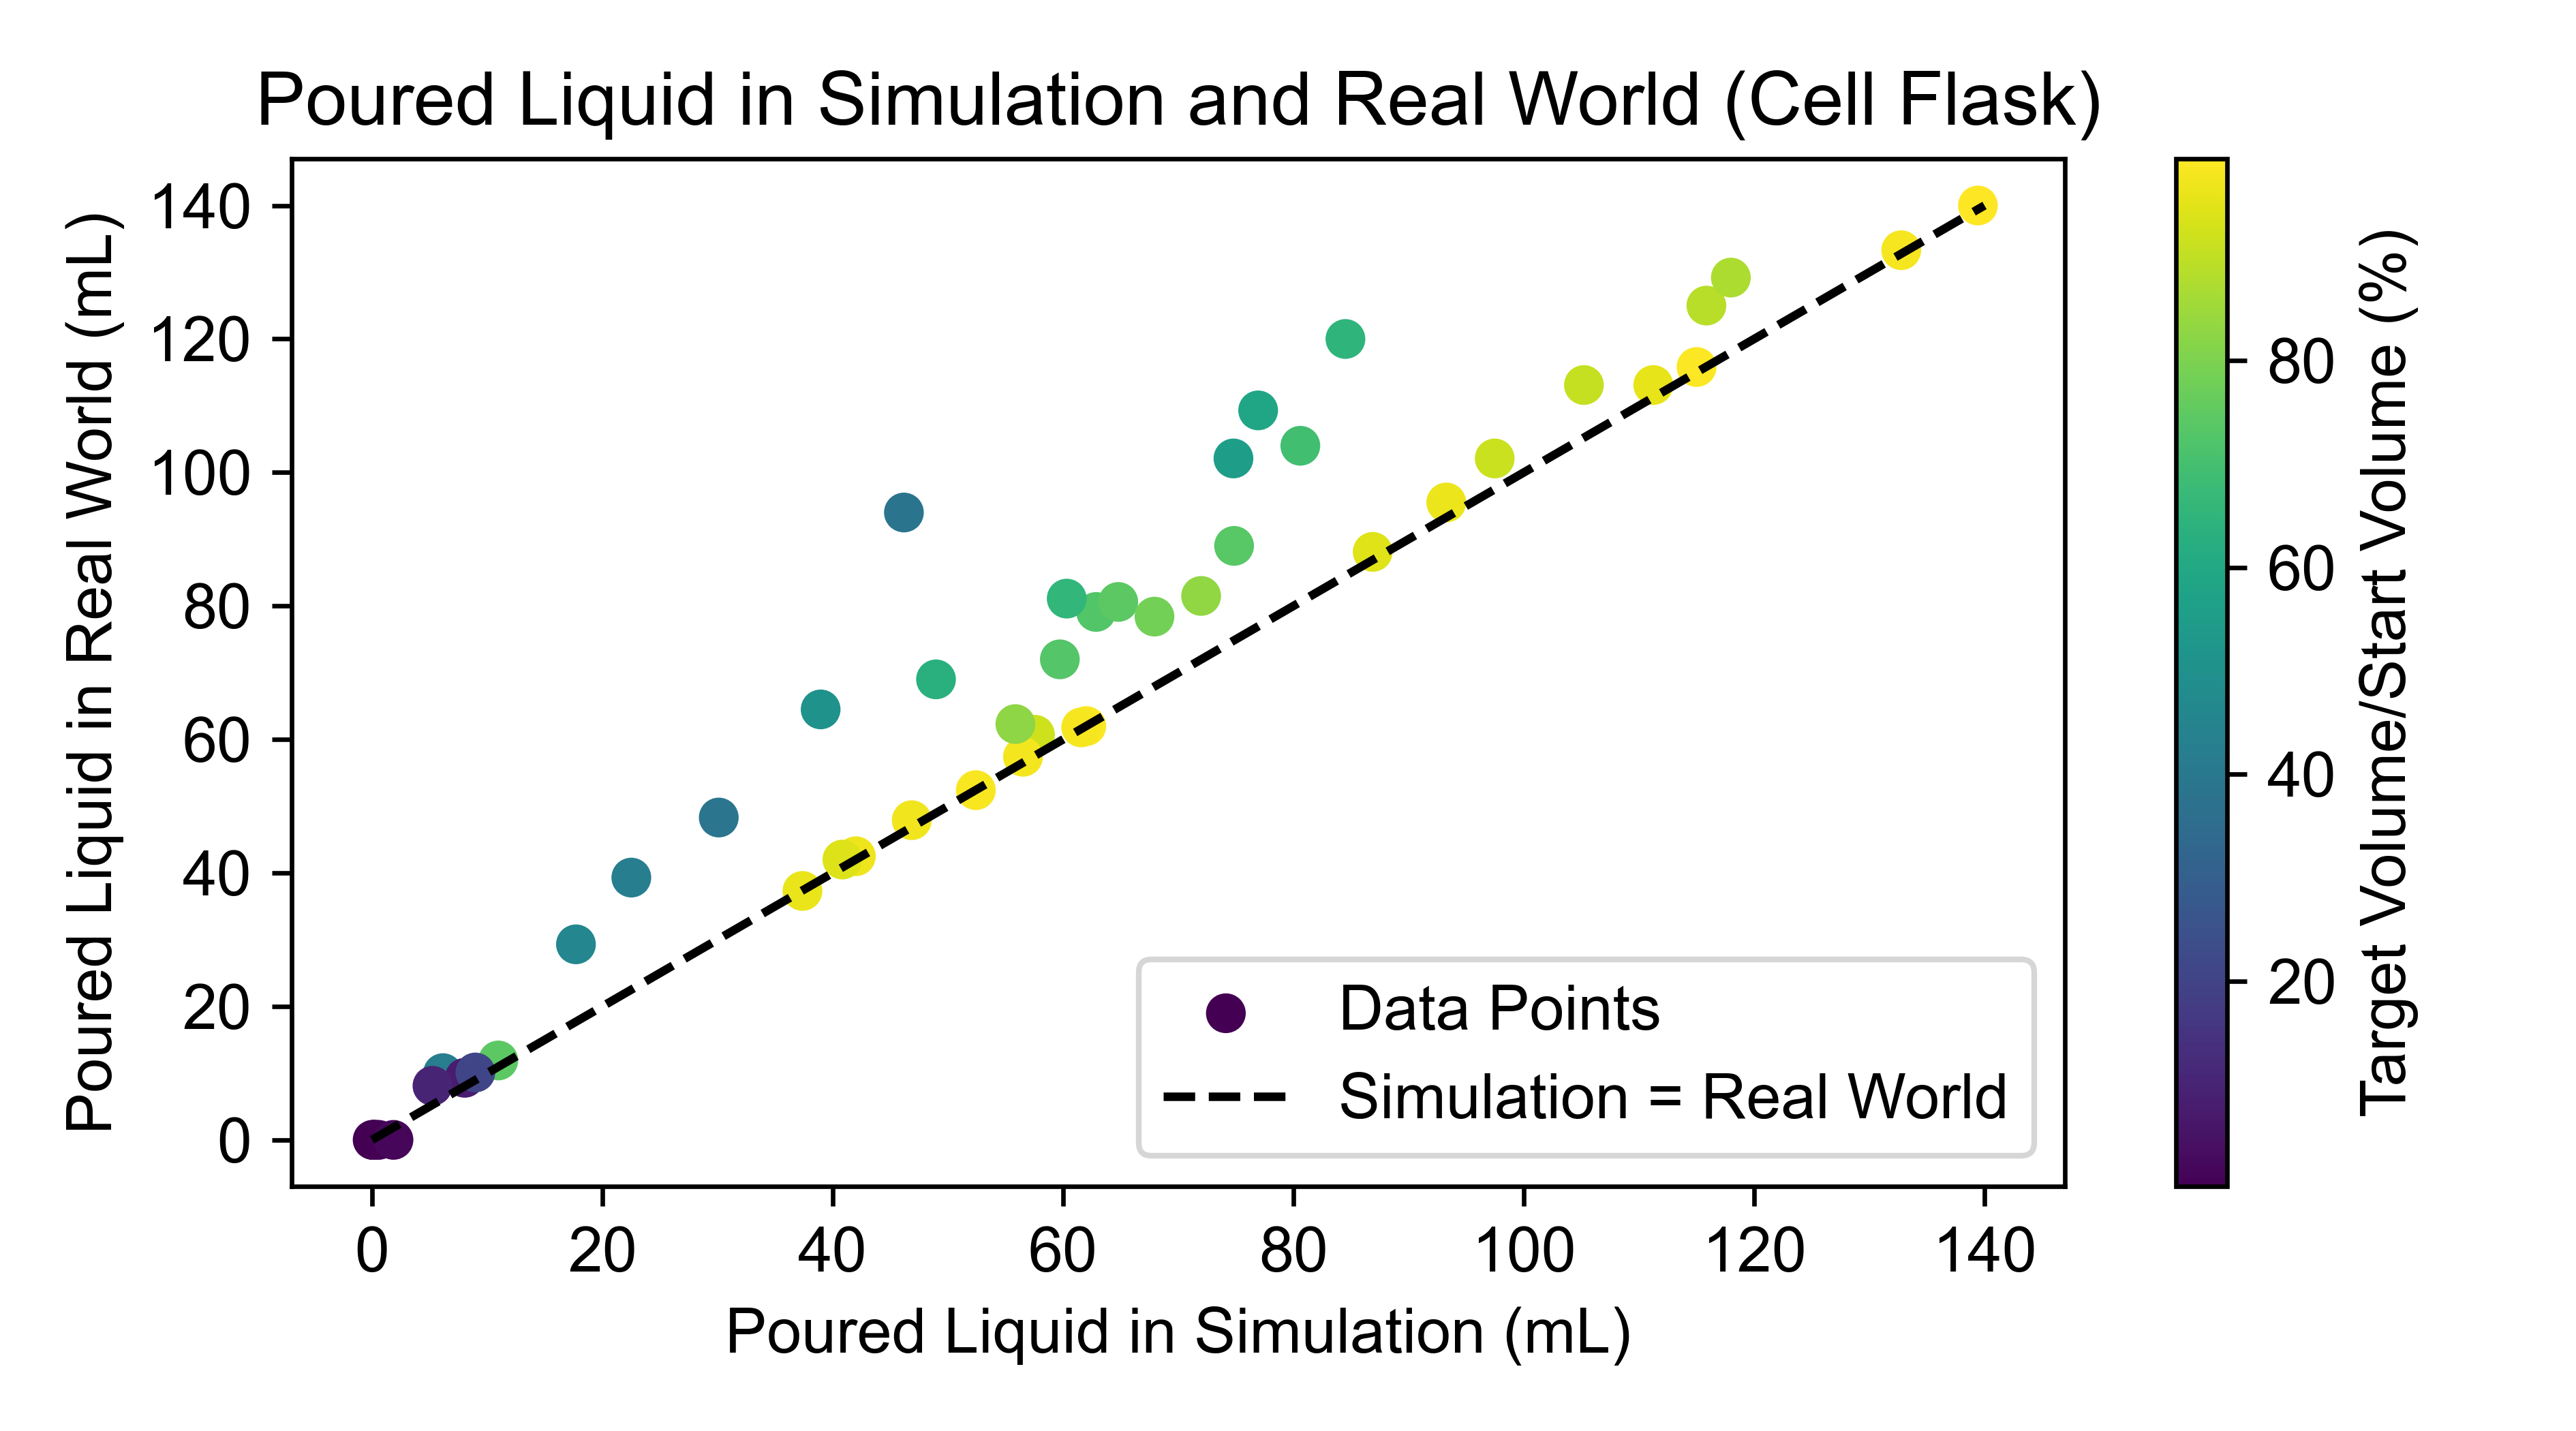 Poured Liquid in Simulation and Real World (Cell Flask)
Poured Liquid in Real World (mL)
140
120
100
80
60
40
20
0
0 20 40 60 80 100 120 140
Poured Liquid in Simulation (mL)
Data Points
Simulation = Real World
80
60
40
20
Target Volume/Start Volume (%)